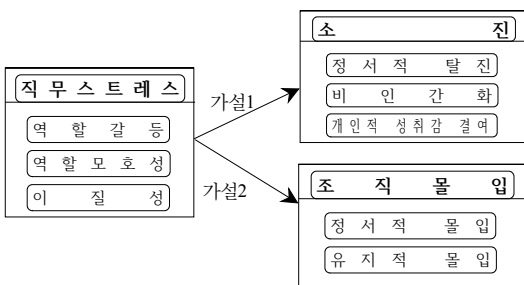 직무스트레스
역할갈등
역할모호성
이질성
가설1
가설2
소진
정서적 탈진
비인간화
개인적 성취감 결여
조직몰입
정서적 몰입
유지적 몰입